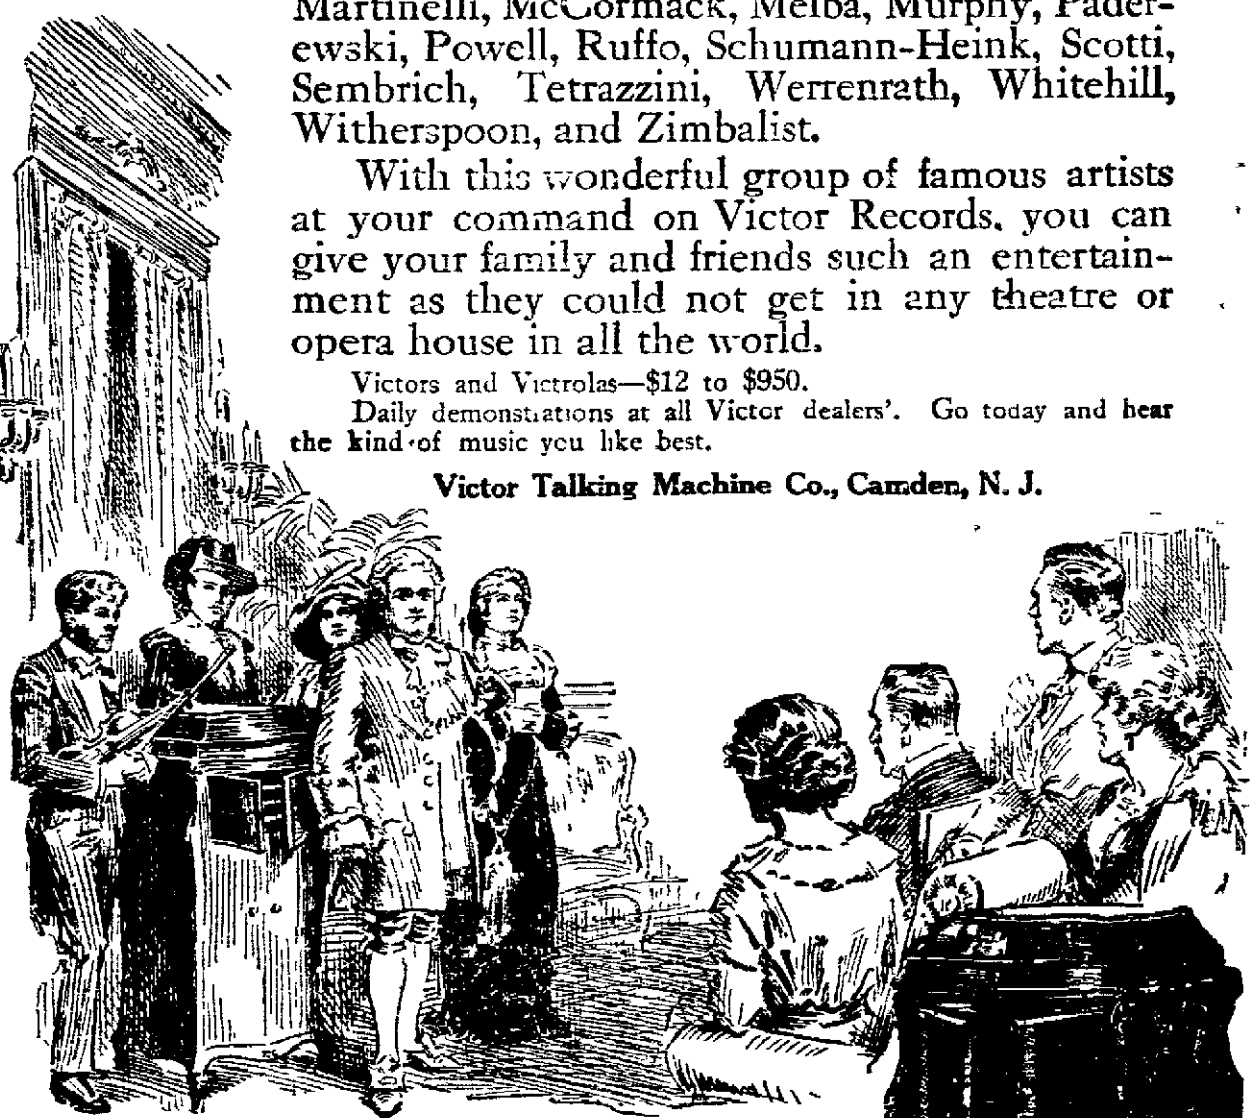 Martinelli, McCormack, Melba, Murphy, Pader-
ewski, Powell, Ruffo, Schumann-Heink, Scotti,
Sembrich, Tetrazzini, Werrenrath, Whitehill,
Witherspoon, and Zimbalist.
With this wonderful group of famous artists
at your command on Victor Records, you can
give your family and friends such an entertain-
ment as they could not get in any theatre or
opera house in all the world.
Victors and Victrolas—$12 to $950.
Daily demonstrations at all Victor dealers'. Go today and hear
the kind of music you like best.
Victor Talking Machine Co., Camden, N. J.